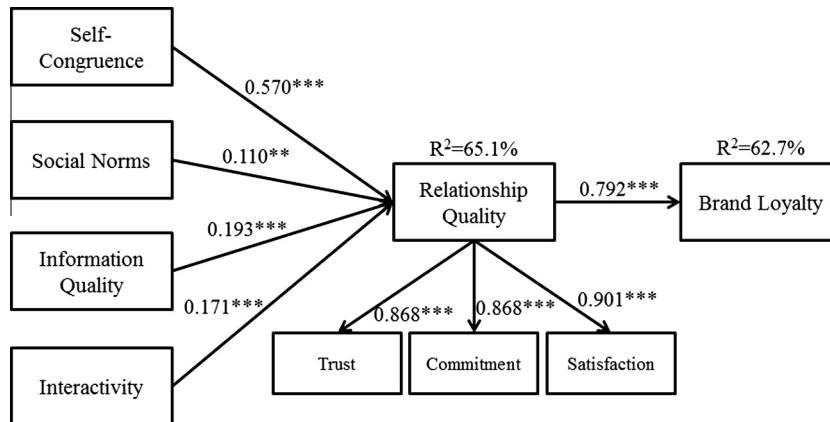 Self-
Congruence
0.570***
Social Norms
0.110**
R²=65.1%
R²=62.7%
Relationship
Quality
0.792***
Brand Loyalty
0.193***
Information
Quality
0.171***
0.868***
0.868***
0.901***
Interactivity
Trust
Commitment
Satisfaction